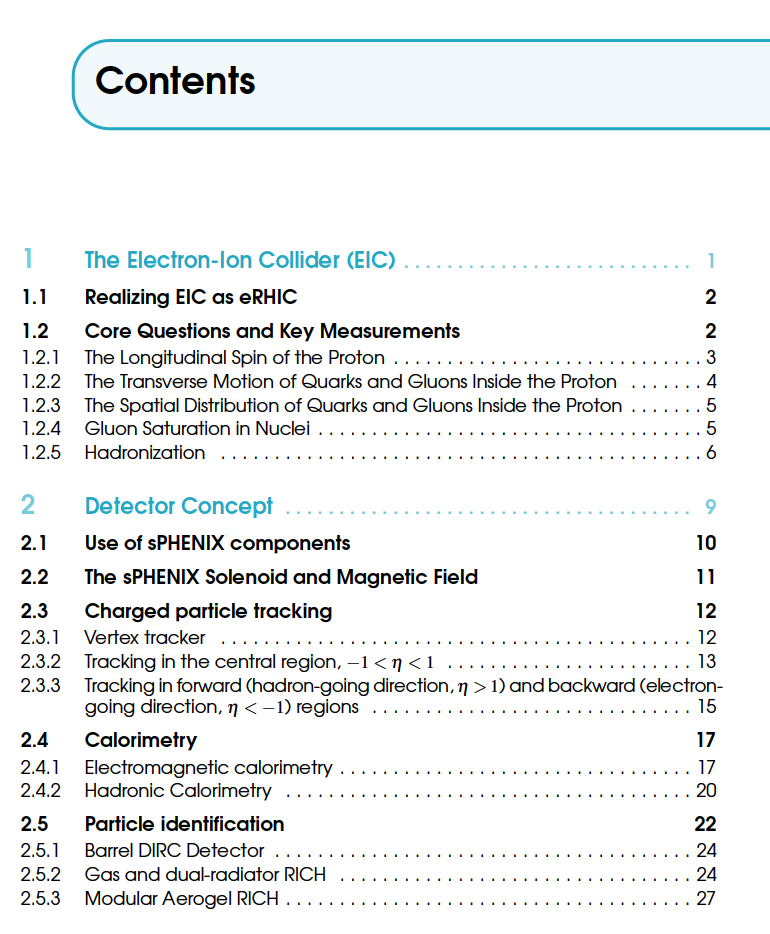 Contents
1 The Electron-Ion Collider (EIC) . . . . . . . . . . . . . . . . . . . . . . . . . . . 1
1.1 Realizing EIC as eRHIC 2
1.2 Core Questions and Key Measurements 2
1.2.1 The Longitudinal Spin of the Proton . . . . . . . . . . . . . . . . . . . . . . . . . . . . . 3
1.2.2 The Transverse Motion of Quarks and Gluons Inside the Proton . . . . . . . 4
1.2.3 The Spatial Distribution of Quarks and Gluons Inside the Proton . . . . . . . 5
1.2.4 Gluon Saturation in Nuclei . . . . . . . . . . . . . . . . . . . . . . . . . . . . . . . . . . . . 5
1.2.5 Hadronization . . . . . . . . . . . . . . . . . . . . . . . . . . . . . . . . . . . . . . . . . . . . . 6
2 Detector Concept . . . . . . . . . . . . . . . . . . . . . . . . . . . . . . . . . . . . . . 9
2.1 Use of sPHENIX components 10
2.2 The sPHENIX Solenoid and Magnetic Field 11
2.3 Charged particle tracking 12
2.3.1 Vertex tracker . . . . . . . . . . . . . . . . . . . . . . . . . . . . . . . . . . . . . . . . . . . . 12
2.3.2 Tracking in the central region, −1 < η < 1 . . . . . . . . . . . . . . . . . . . . . . . 13
2.3.3 Tracking in forward (hadron-going direction, η > 1) and backward (electron-
going direction, η < −1) regions . . . . . . . . . . . . . . . . . . . . . . . . . . . . . . 15
2.4 Calorimetry 17
2.4.1 Electromagnetic calorimetry . . . . . . . . . . . . . . . . . . . . . . . . . . . . . . . . . 17
2.4.2 Hadronic Calorimetry . . . . . . . . . . . . . . . . . . . . . . . . . . . . . . . . . . . . . . 20
2.5 Particle identification 22
2.5.1 Barrel DIRC Detector . . . . . . . . . . . . . . . . . . . . . . . . . . . . . . . . . . . . . . . 24
2.5.2 Gas and dual-radiator RICH . . . . . . . . . . . . . . . . . . . . . . . . . . . . . . . . . 24
2.5.3 Modular Aerogel RICH . . . . . . . . . . . . . . . . . . . . . . . . . . . . . . . . . . . . . . 27